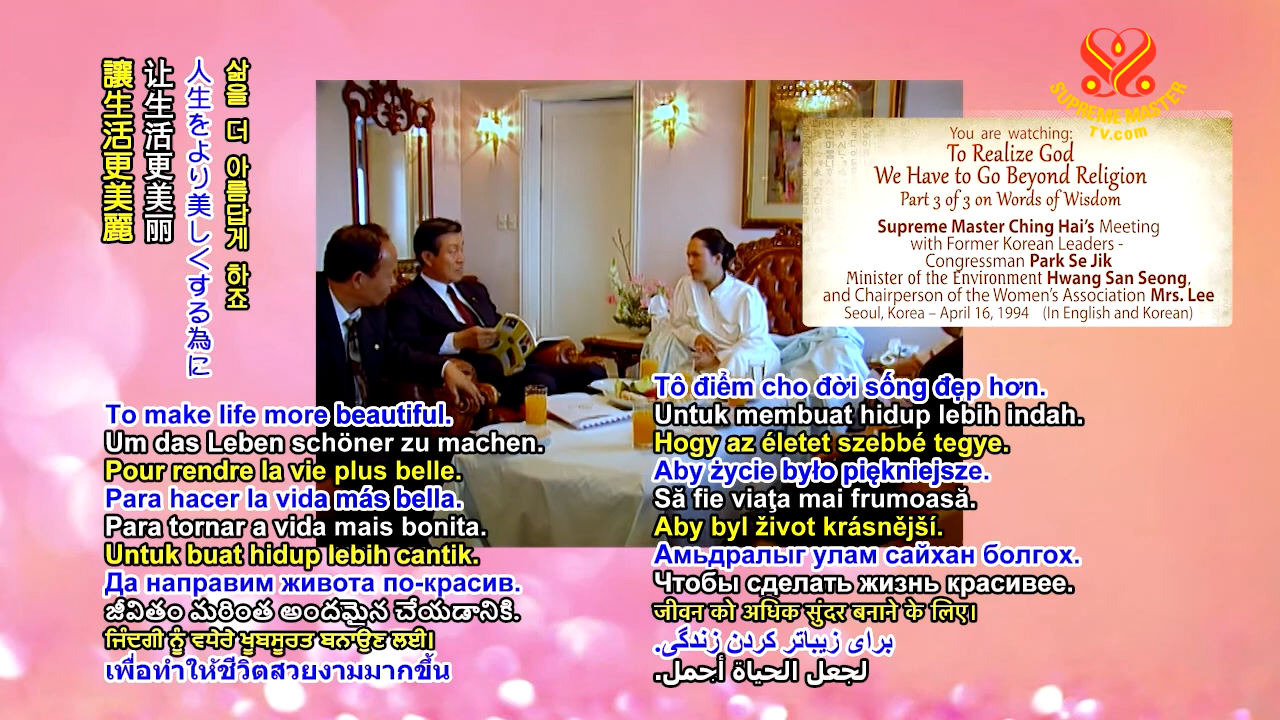 讓生活更美麗
让生活更美丽
人生をより美しくする為に
삶을 더 아름답게 하죠
SUPREME MASTER
TV.com
You are watching:
To Realize God
We Have to Go Beyond Religion
Part 3 of 3 on Words of Wisdom
Supreme Master Ching Hai's Meeting
with Former Korean Leaders -
Congressman Park Se Jik
Minister of the Environment Hwang San Seong,
and Chairperson of the Women's Association Mrs. Lee
Seoul, Korea – April 16, 1994 (In English and Korean)
To make life more beautiful.
Um das Leben schöner zu machen.
Pour rendre la vie plus belle.
Para hacer la vida más bella.
Para tornar a vida mais bonita.
Untuk buat hidup lebih cantik.
Да направим живота по-красив.
జీవితం మరింత అందమైన చేయడానికి.
ਜ਼ਿੰਦਗੀ ਨੂੰ ਵਧੇਰੇ ਖ਼ੂਬਸੂਰਤ ਬਨਾਉਣ ਲਈ।
เพื่อทำให้ชีวิตสวยงามมากขึ้น
Tô điểm cho đời sống đẹp hơn.
Untuk membuat hidup lebih indah.
Hogy az életet szebbé tegye.
Aby życie było piękniejsze.
Să fie viaţa mai frumoasă.
Aby byl život krásnější.
Амьдралыг улам сайхан болгох.
Чтобы сделать жизнь красивее.
जीवन को अधिक सुंदर बनाने के लिए।
برای زیباتر کردن زندگی.
لجعل الحياة أجمل.